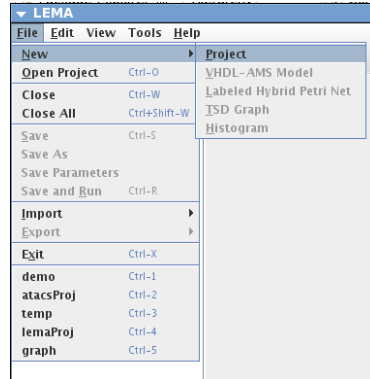 LEMA
File Edit View Tools Help
New
Open Project Ctrl-O
Close Ctrl-W
Close All Ctrl+Shift-W
Save Ctrl-S
Save As
Save Parameters
Save and Run Ctrl-R
Import
Export
Exit Ctrl-X
demo Ctrl-1
atacsProj Ctrl-2
temp Ctrl-3
lemaProj Ctrl-4
graph Ctrl-5
Project
VHDL-AMS Model
Labeled Hybrid Petri Net
TSD Graph
Histogram